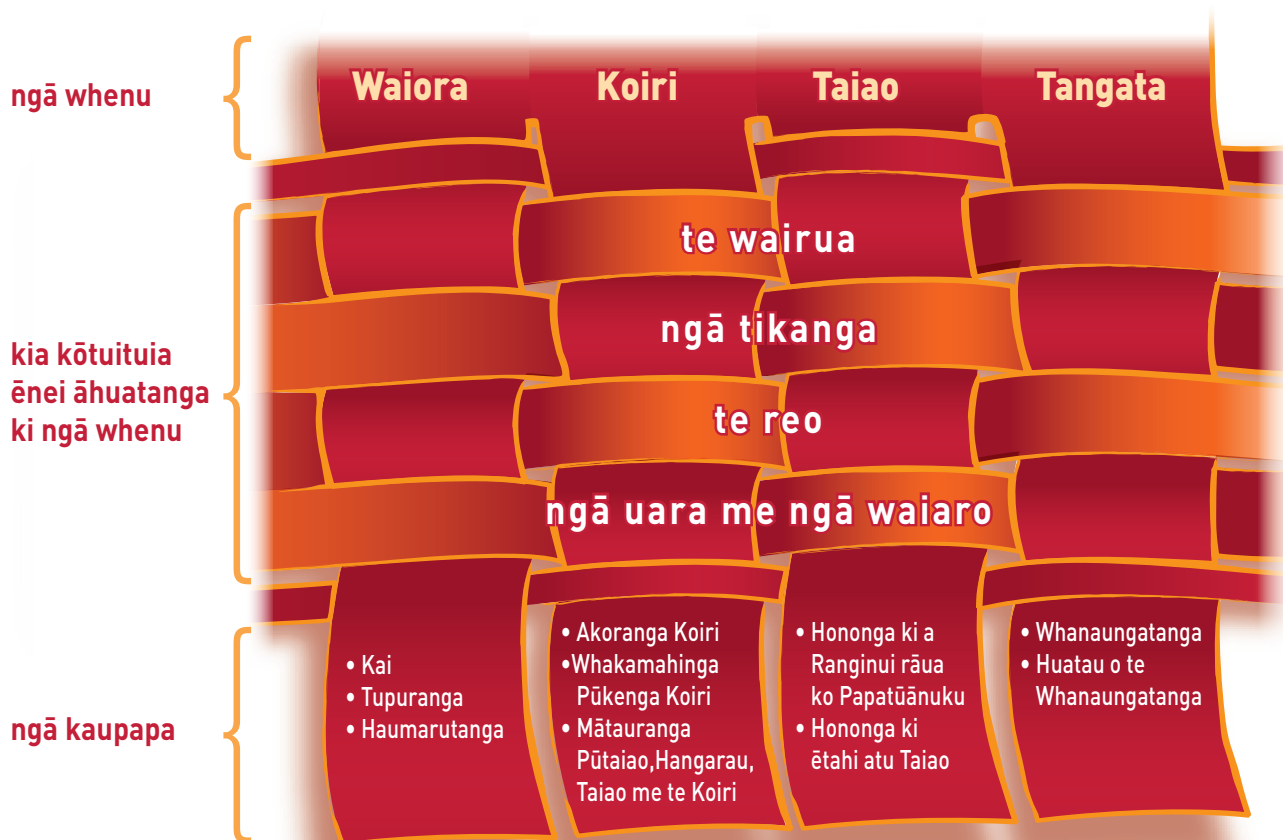 ngā whenu
Waiora
Koiri
Taiao
Tangata
kia kōtuituia
ēnei āhuatanga
ki ngā whenu
te wairua
ngā tikanga
te reo
ngā uara me ngā waiaro
ngā kaupapa
• Kai
• Tupuranga
• Haumarutanga
• Akoranga Koiri
•Whakamahinga
Pūkenga Koiri
• Mātauranga
Pūtaiao,Hangarau,
Taiao me te Koiri
• Hononga ki a
Ranginui rāua
ko Papatūānuku
• Hononga ki
ētahi atu Taiao
• Whanaungatanga
• Huatau o te
Whanaungatanga